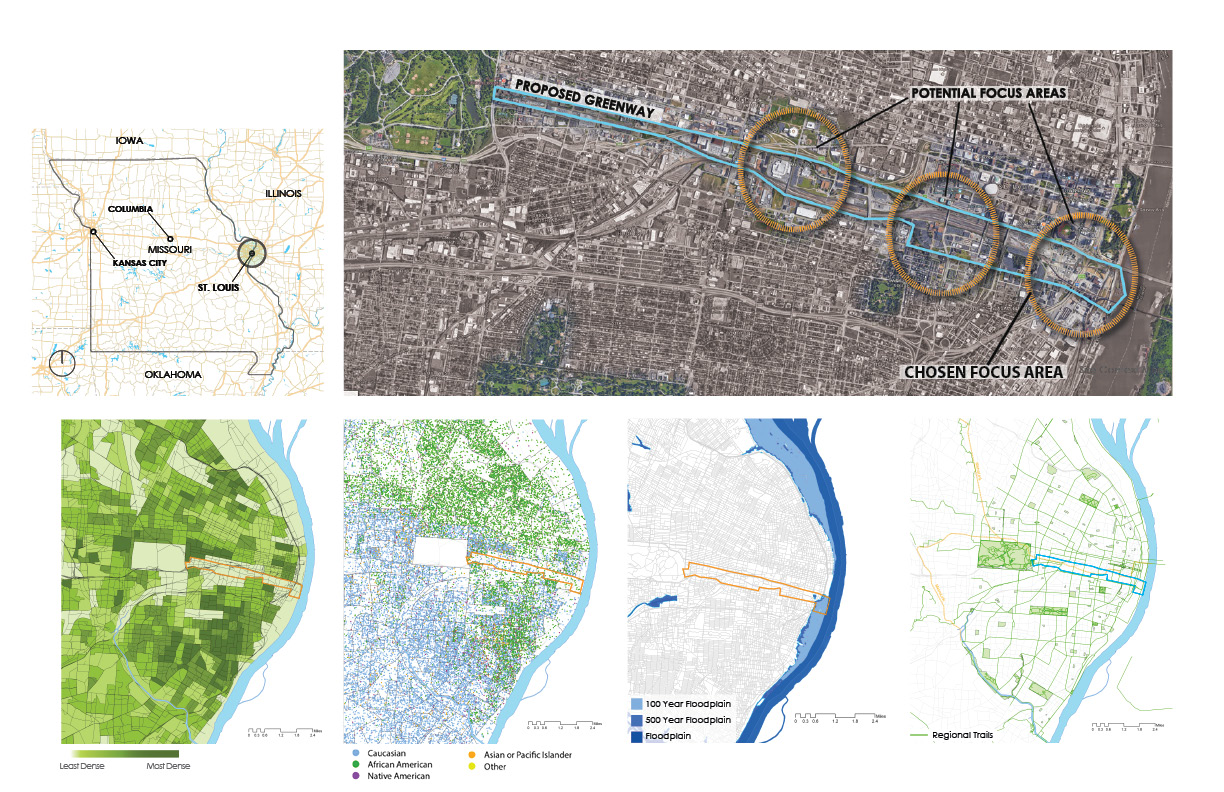 PROPOSED GREENWAY
POTENTIAL FOCUS AREAS
CHOSEN FOCUS AREA
IOWA
ILLINOIS
COLUMBIA
MISSOURI
KANSAS CITY
ST. LOUIS
OKLAHOMA
Least Dense
Most Dense
0 0.3 0.6 1.2 1.8 2.4
Miles
Caucasian
African American
Native American
Asian or Pacific Islander
Other
0 0.3 0.6 1.2 1.8 2.4
Miles
100 Year Floodplain
500 Year Floodplain
Floodplain
0 0.3 0.6 1.2 1.8 2.4
Miles
Regional Trails
0 0.3 0.6 1.2 1.8 2.4
Miles